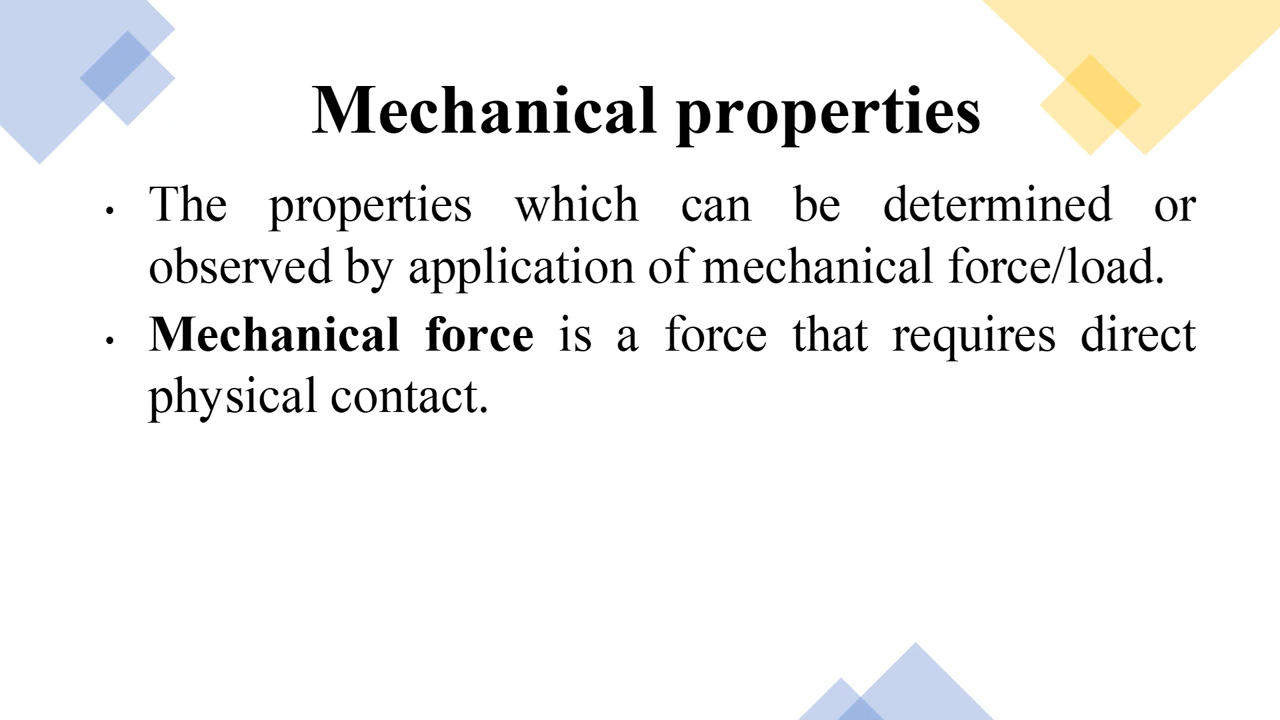 Mechanical properties
• The properties which can be determined or
observed by application of mechanical force/load.
• Mechanical force is a force that requires direct
physical contact.